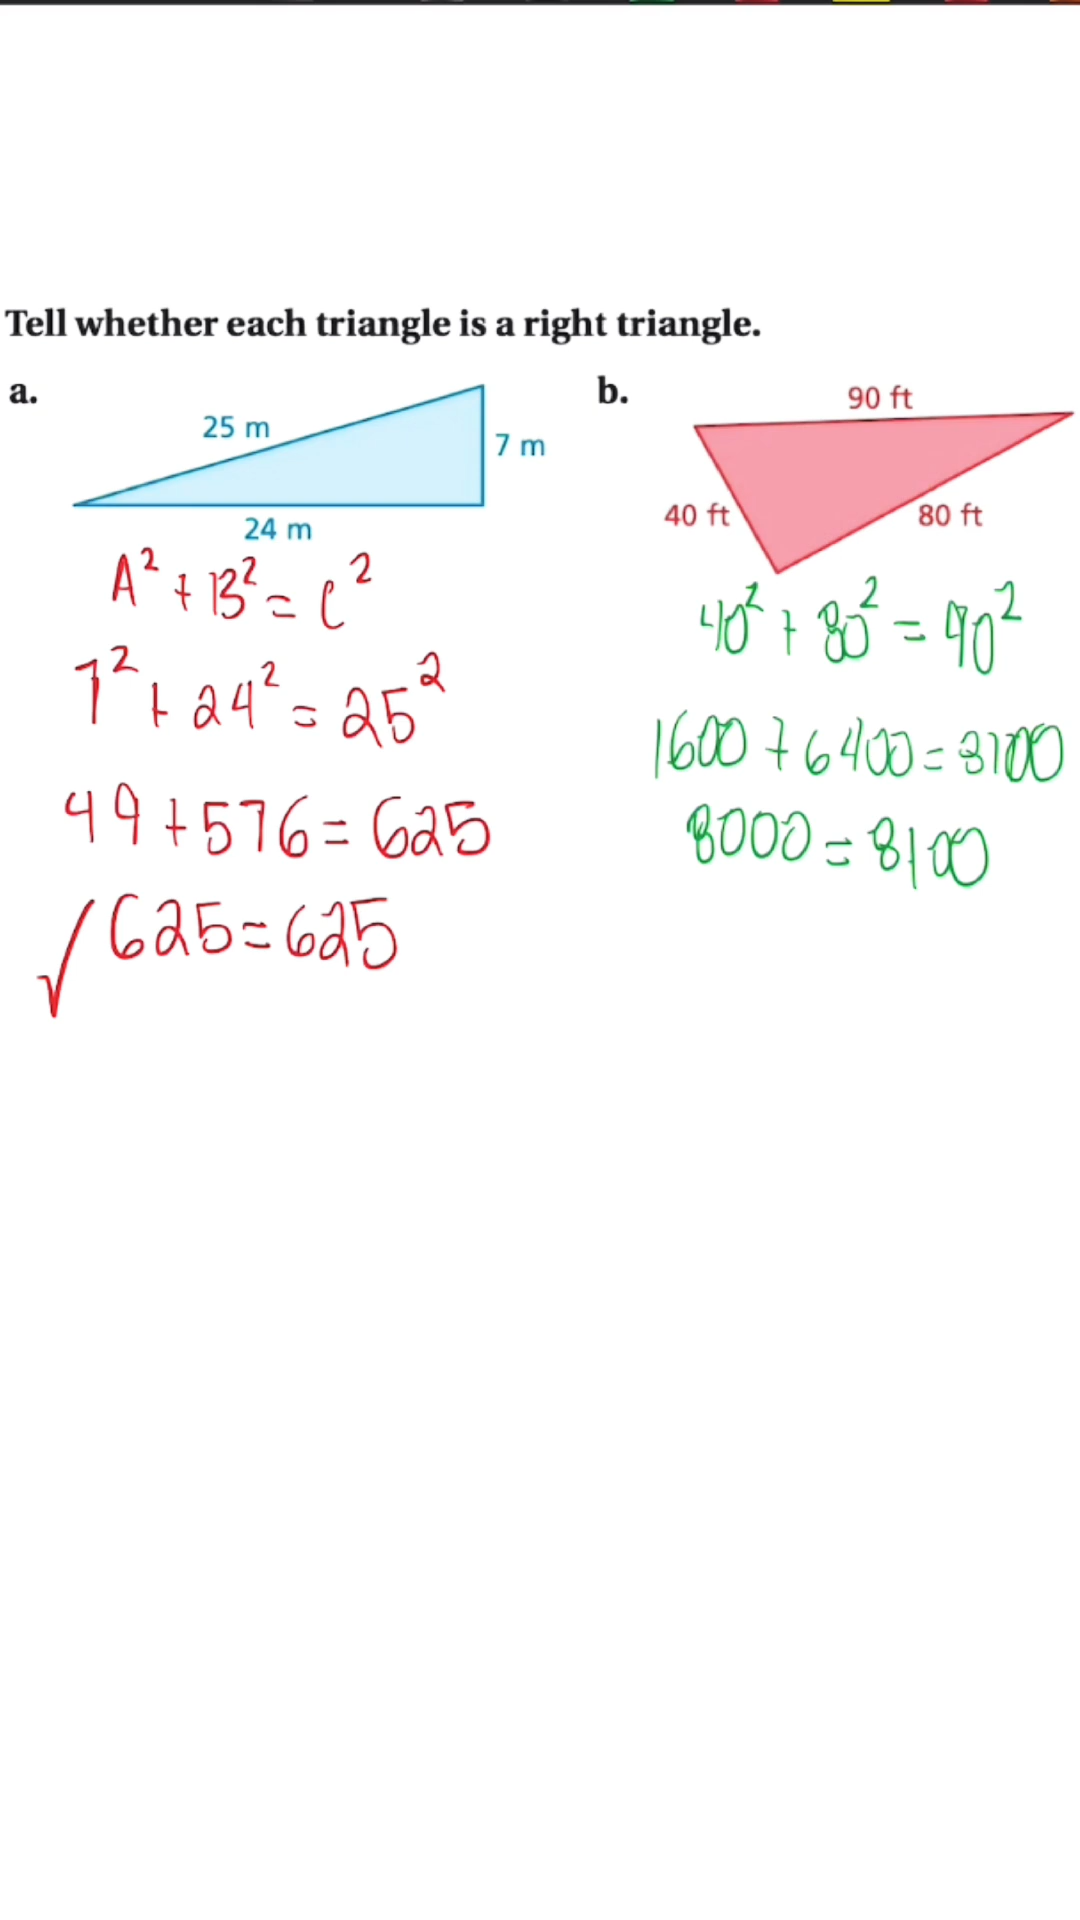 Tell whether each triangle is a right triangle.
a.
25 m
7 m
24 m
A² + B² = C²
7² + 24² = 25²
49 + 576 = 625
√ 625 = 625
b.
90 ft
40 ft
80 ft
40² + 80² = 90²
1600 + 6400 = 8100
8000 = 8100